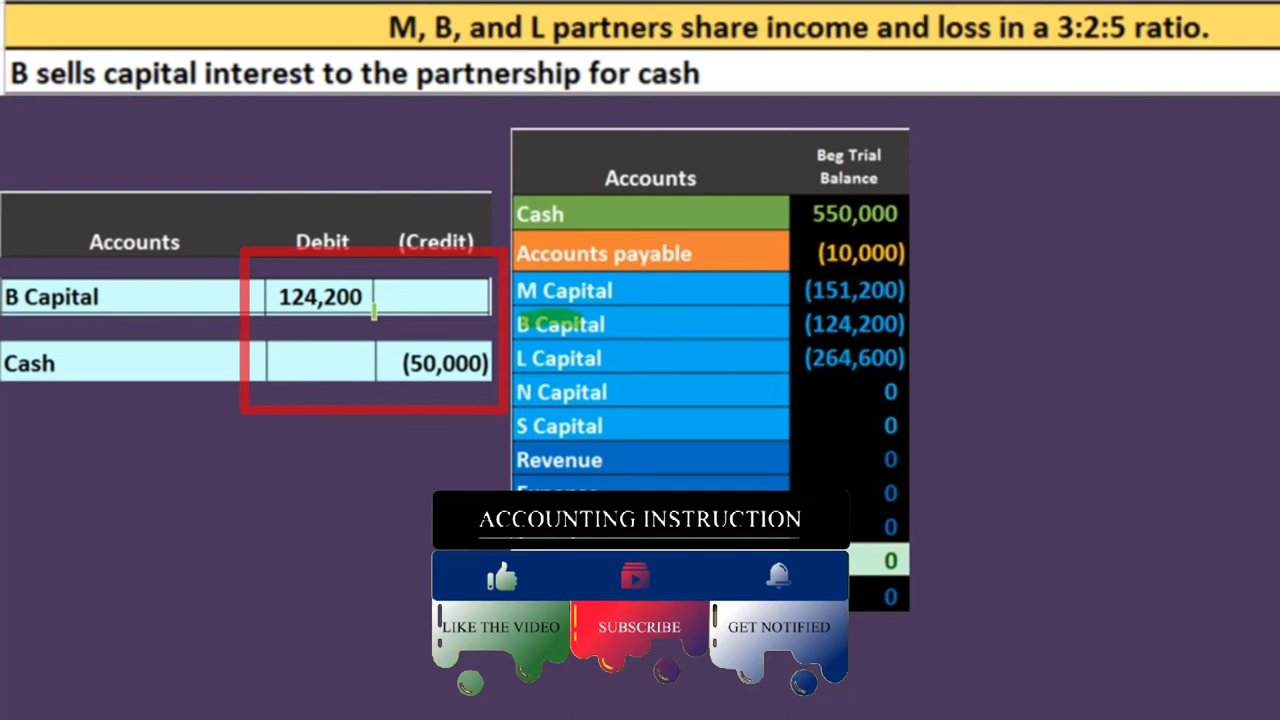 M, B, and L partners share income and loss in a 3:2:5 ratio.
B sells capital interest to the partnership for cash
Accounts Debit (Credit)
B Capital 124,200
Cash (50,000)
Accounts Beg Trial Balance
Cash 550,000
Accounts payable (10,000)
M Capital (151,200)
B Capital (124,200)
L Capital (264,600)
N Capital 0
S Capital 0
Revenue 0
0
0
0
0
ACCOUNTING INSTRUCTION
LIKE THE VIDEO SUBSCRIBE GET NOTIFIED